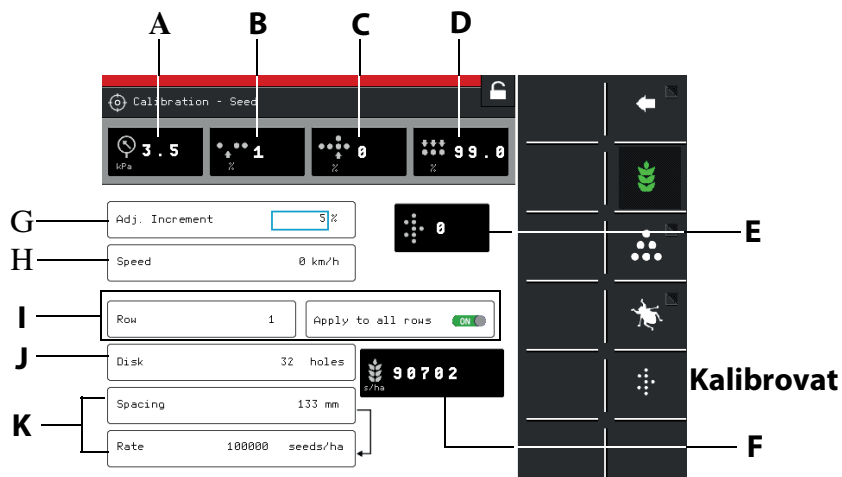 A B C D
Calibration - Seed
3.5 1 0 99.0
kPa % % %
G Adj. Increment 5 % 0 E
H Speed 0 km/h
I Row 1 Apply to all rows ON
J Disk 32 holes 90702
s/ha
Kalibrovat
K Spacing 133 mm
Rate 100000 seeds/ha F